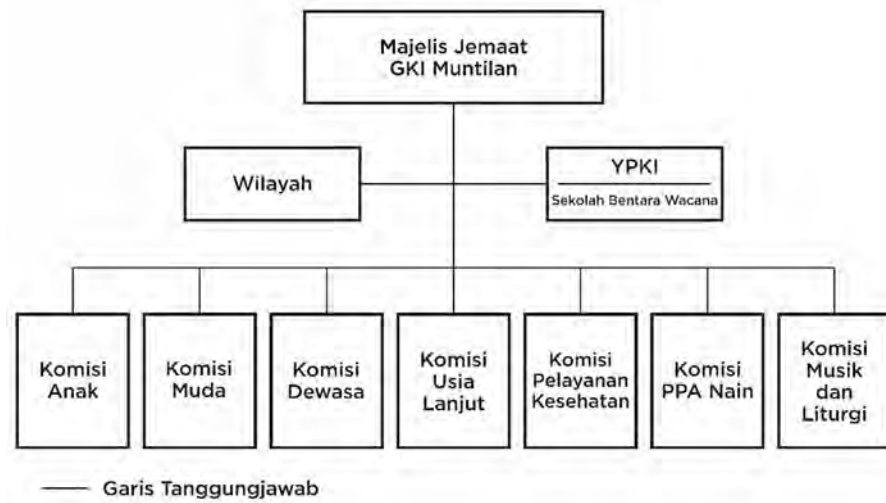 Majelis Jemaat
GKI Muntilan
Wilayah
YPKI
Sekolah Bentara Wacana
Komisi
Anak
Komisi
Muda
Komisi
Dewasa
Komisi
Usia
Lanjut
Komisi
Pelayanan
Kesehatan
Komisi
PPA Nain
Komisi
Musik
dan
Liturgi
Garis Tanggungjawab